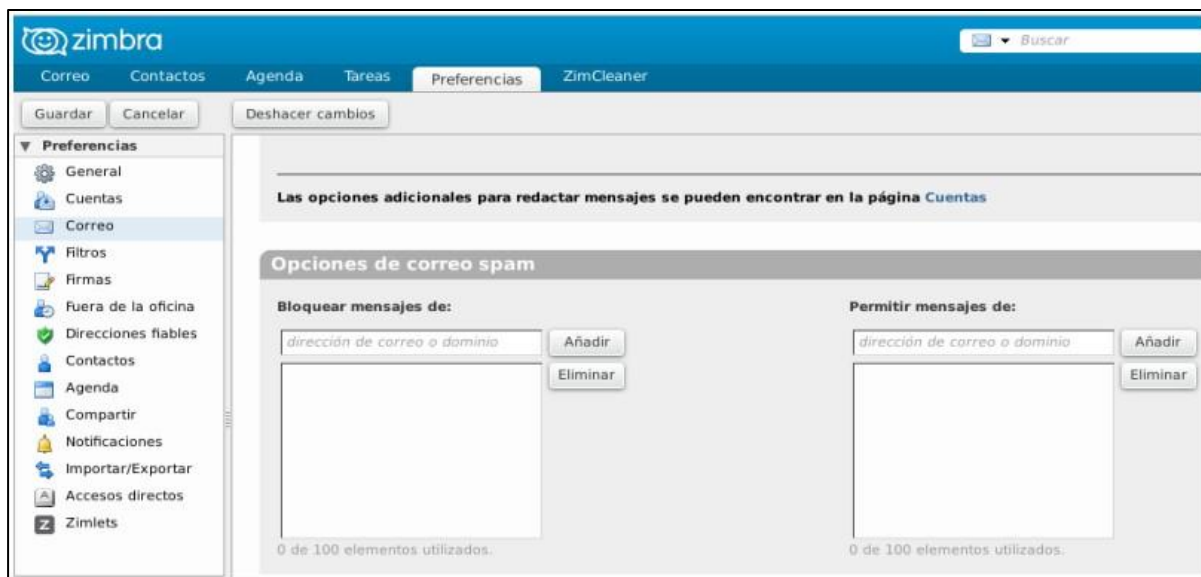 zimbra
Buscar
Correo Contactos Agenda Tareas Preferencias ZimCleaner
Guardar Cancelar Deshacer cambios
Preferencias
General
Cuentas
Correo
Filtros
Firmas
Fuera de la oficina
Direcciones fiables
Contactos
Agenda
Compartir
Notificaciones
Importar/Exportar
Accesos directos
Zimlets
Las opciones adicionales para redactar mensajes se pueden encontrar en la página Cuentas
Opciones de correo spam
Bloquear mensajes de:
dirección de correo o dominio Añadir
Eliminar
0 de 100 elementos utilizados.
Permitir mensajes de:
dirección de correo o dominio Añadir
Eliminar
0 de 100 elementos utilizados.